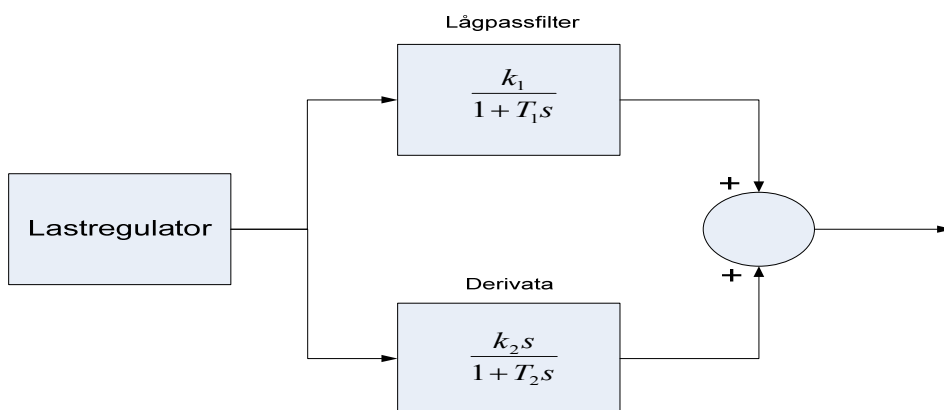 Lågpassfilter
k₁
1 + T₁s
+
Lastregulator
+
Derivata
k₂s
1 + T₂s